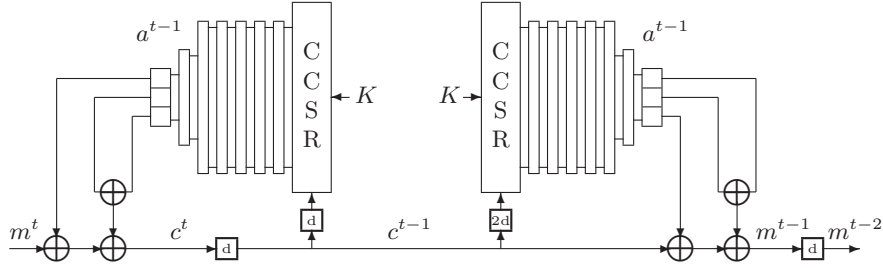 a^{t−1} a^{t−1}
C C S R
C C S R
K K
d 2d
m^t c^t c^{t−1} m^{t−1} m^{t−2}
d d